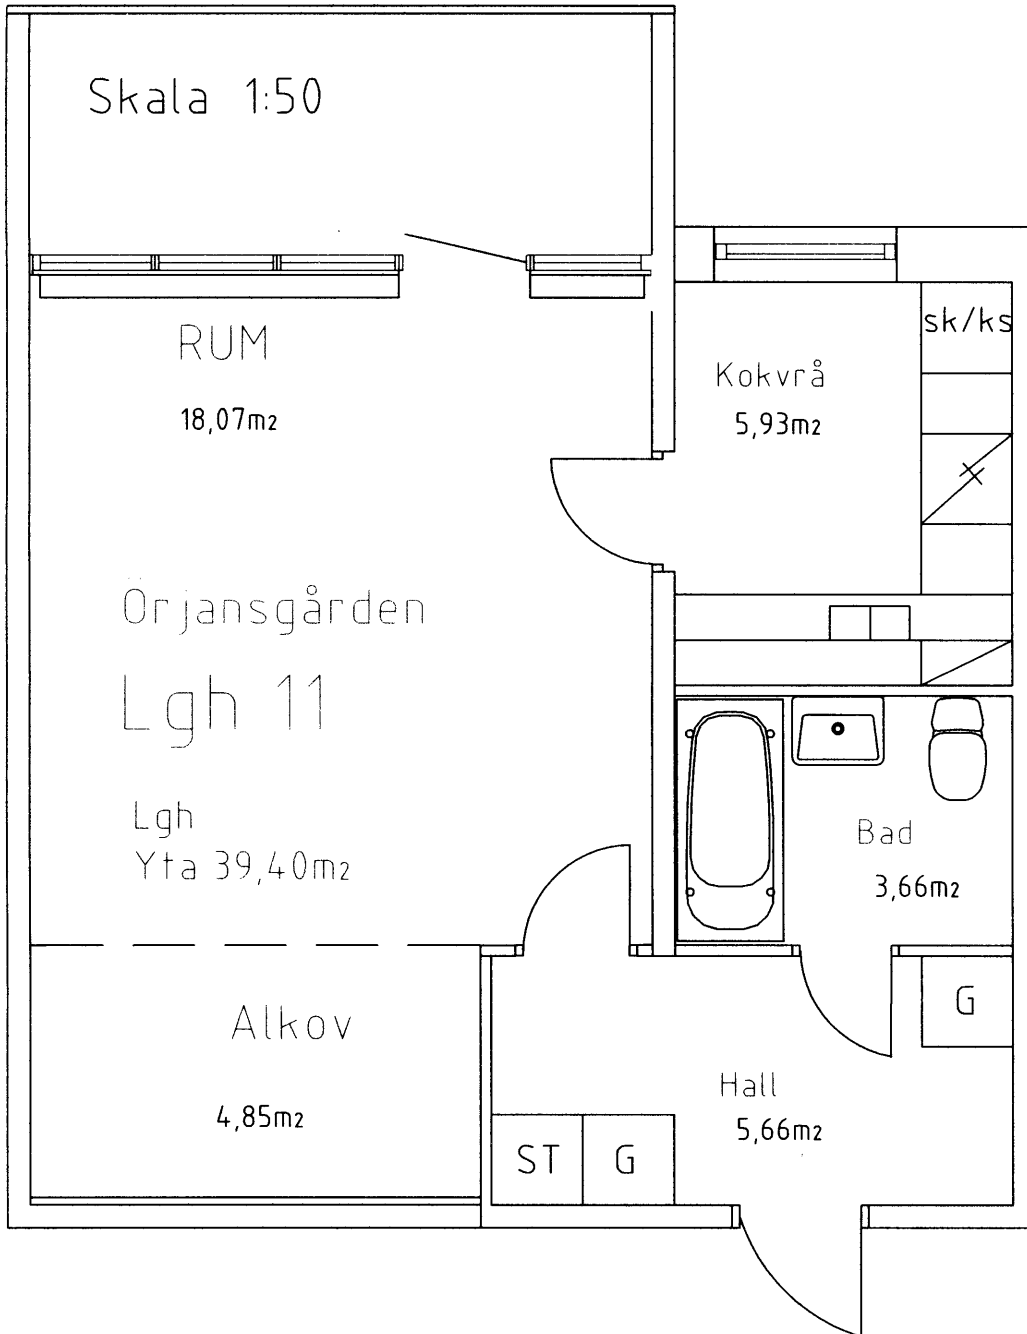 Skala 1:50
sk/ks
RUM
18,07m2
Kokvrå
5,93m2
Örjansgården
Lgh 11
Lgh
Yta 39,40m2
Bad
3,66m2
Alkov
4,85m2
G
Hall
5,66m2
ST
G